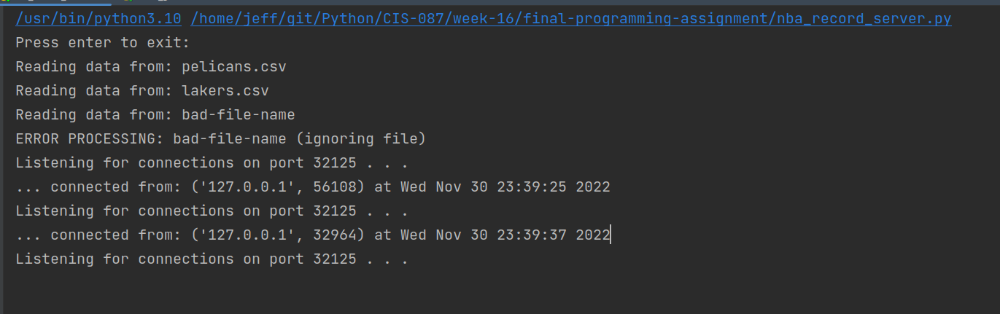 /usr/bin/python3.10 /home/jeff/git/Python/CIS-087/week-16/final-programming-assignment/nba_record_server.py
Press enter to exit:
Reading data from: pelicans.csv
Reading data from: lakers.csv
Reading data from: bad-file-name
ERROR PROCESSING: bad-file-name (ignoring file)
Listening for connections on port 32125 . . .
... connected from: ('127.0.0.1', 56108) at Wed Nov 30 23:39:25 2022
Listening for connections on port 32125 . . .
... connected from: ('127.0.0.1', 32964) at Wed Nov 30 23:39:37 2022
Listening for connections on port 32125 . . .